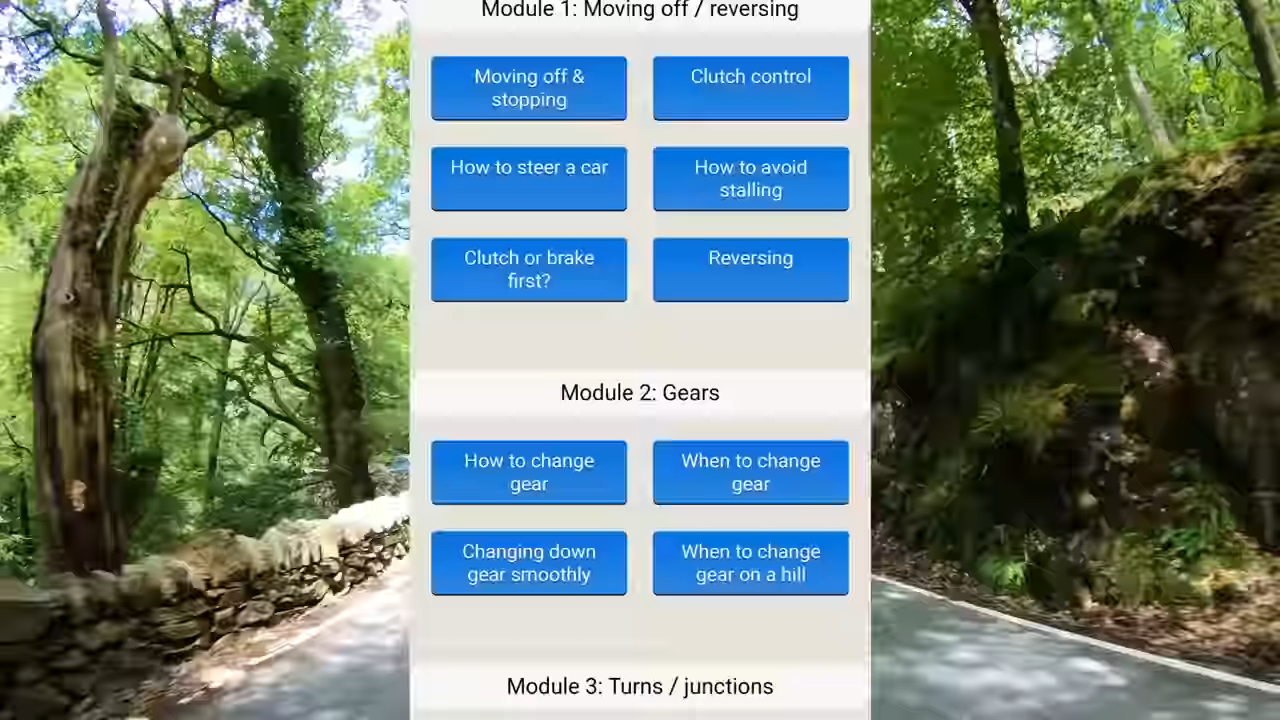 Module 1: Moving off / reversing
Moving off &
stopping
Clutch control
How to steer a car
How to avoid
stalling
Clutch or brake
first?
Reversing
Module 2: Gears
How to change
gear
When to change
gear
Changing down
gear smoothly
When to change
gear on a hill
Module 3: Turns / junctions